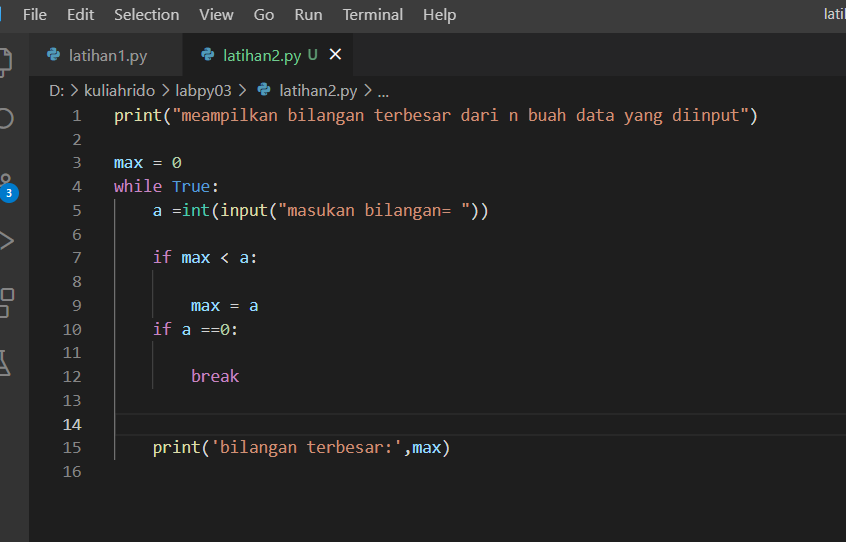 File Edit Selection View Go Run Terminal Help latil
latihan1.py latihan2.py U
D: > kuliahrido > labpy03 > latihan2.py > ...
1 print("meampilkan bilangan terbesar dari n buah data yang diinput")
2
3 max = 0
4 while True:
5 a =int(input("masukan bilangan= "))
6
7 if max < a:
8
9 max = a
10 if a ==0:
11
12 break
13
14
15 print('bilangan terbesar:',max)
16
3